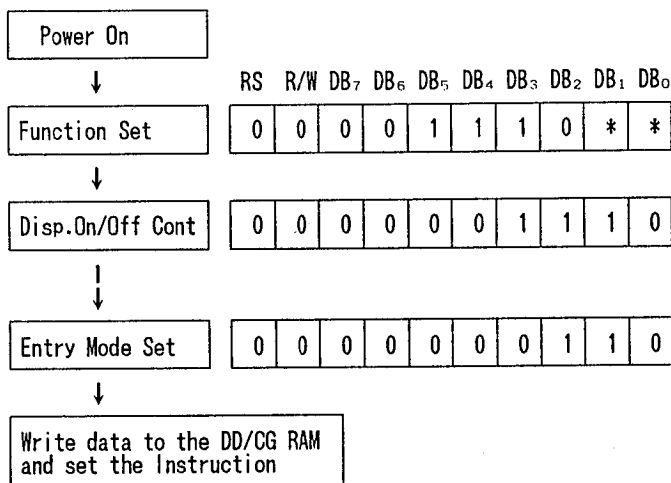 Power On
RS R/W DB₇ DB₆ DB₅ DB₄ DB₃ DB₂ DB₁ DB₀
Function Set 0 0 0 0 1 1 1 0 * *
Disp.On/Off Cont 0 0 0 0 0 0 1 1 1 0
Entry Mode Set 0 0 0 0 0 0 0 1 1 0
Write data to the DD/CG RAM
and set the Instruction